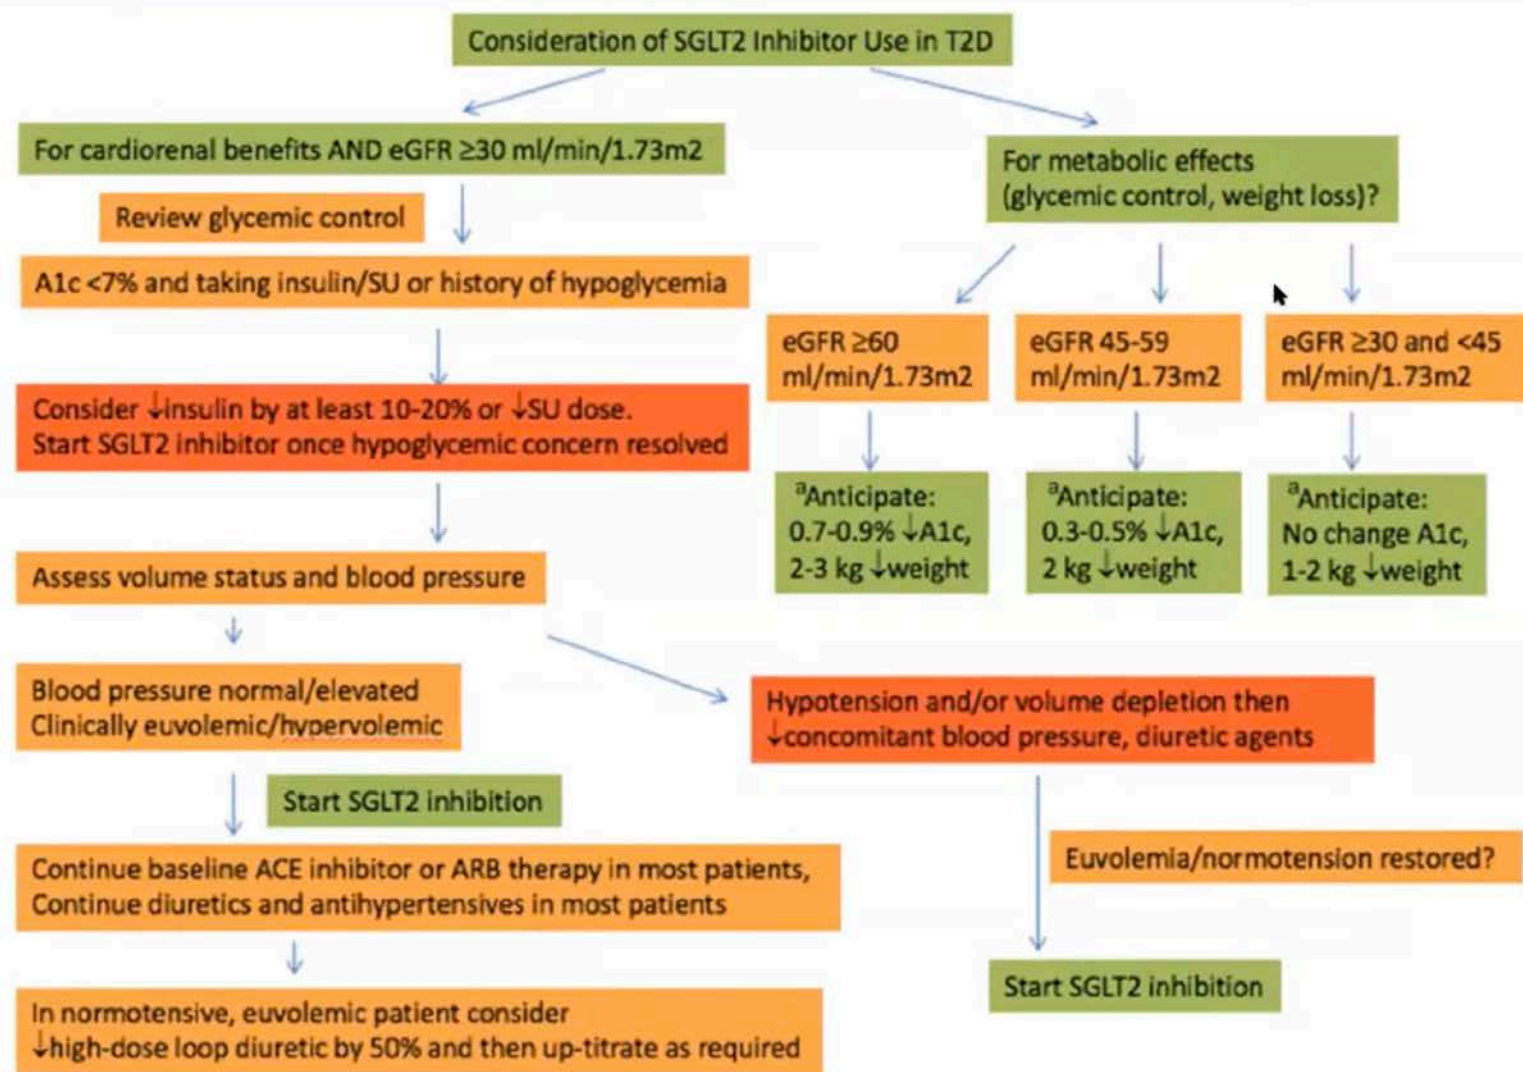 Consideration of SGLT2 Inhibitor Use in T2D
For cardiorenal benefits AND eGFR ≥30 ml/min/1.73m2
Review glycemic control
A1c <7% and taking insulin/SU or history of hypoglycemia
Consider ↓insulin by at least 10-20% or ↓SU dose.
Start SGLT2 inhibitor once hypoglycemic concern resolved
Assess volume status and blood pressure
Blood pressure normal/elevated
Clinically euvolemic/hypervolemic
Start SGLT2 inhibition
Continue baseline ACE inhibitor or ARB therapy in most patients,
Continue diuretics and antihypertensives in most patients
In normotensive, euvolemic patient consider
↓high-dose loop diuretic by 50% and then up-titrate as required
Hypotension and/or volume depletion then
↓concomitant blood pressure, diuretic agents
Euvolemia/normotension restored?
Start SGLT2 inhibition
For metabolic effects
(glycemic control, weight loss)?
eGFR ≥60
ml/min/1.73m2
aAnticipate:
0.7-0.9% ↓A1c,
2-3 kg ↓weight
eGFR 45-59
ml/min/1.73m2
aAnticipate:
0.3-0.5% ↓A1c,
2 kg ↓weight
eGFR ≥30 and <45
ml/min/1.73m2
aAnticipate:
No change A1c,
1-2 kg ↓weight